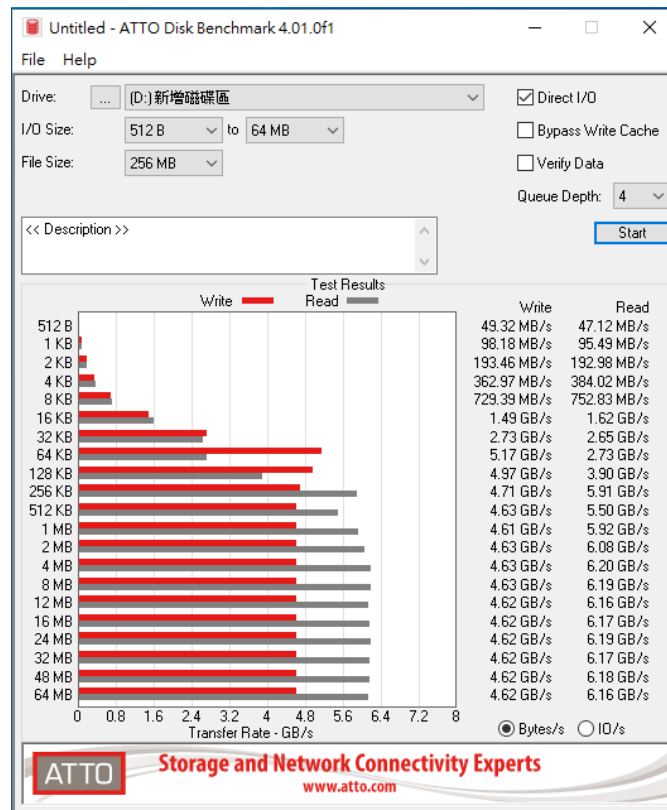 Untitled - ATTO Disk Benchmark 4.01.0f1
File Help
Drive: ... (D:)新增磁碟區 Direct I/O
I/O Size: 512 B to 64 MB Bypass Write Cache
File Size: 256 MB Verify Data
Queue Depth: 4
<< Description >> Start
Test Results
Write Read Write Read
512 B 49.32 MB/s 47.12 MB/s
1 KB 98.18 MB/s 95.49 MB/s
2 KB 193.46 MB/s 192.98 MB/s
4 KB 362.97 MB/s 384.02 MB/s
8 KB 729.39 MB/s 752.83 MB/s
16 KB 1.49 GB/s 1.62 GB/s
32 KB 2.73 GB/s 2.65 GB/s
64 KB 5.17 GB/s 2.73 GB/s
128 KB 4.97 GB/s 3.90 GB/s
256 KB 4.71 GB/s 5.91 GB/s
512 KB 4.63 GB/s 5.50 GB/s
1 MB 4.61 GB/s 5.92 GB/s
2 MB 4.63 GB/s 6.08 GB/s
4 MB 4.63 GB/s 6.20 GB/s
8 MB 4.63 GB/s 6.19 GB/s
12 MB 4.62 GB/s 6.16 GB/s
16 MB 4.62 GB/s 6.17 GB/s
24 MB 4.62 GB/s 6.19 GB/s
32 MB 4.62 GB/s 6.17 GB/s
48 MB 4.62 GB/s 6.18 GB/s
64 MB 4.62 GB/s 6.16 GB/s
0 0.8 1.6 2.4 3.2 4 4.8 5.6 6.4 7.2 8
Transfer Rate - GB/s Bytes/s IO/s
ATTO Storage and Network Connectivity Experts
www.atto.com